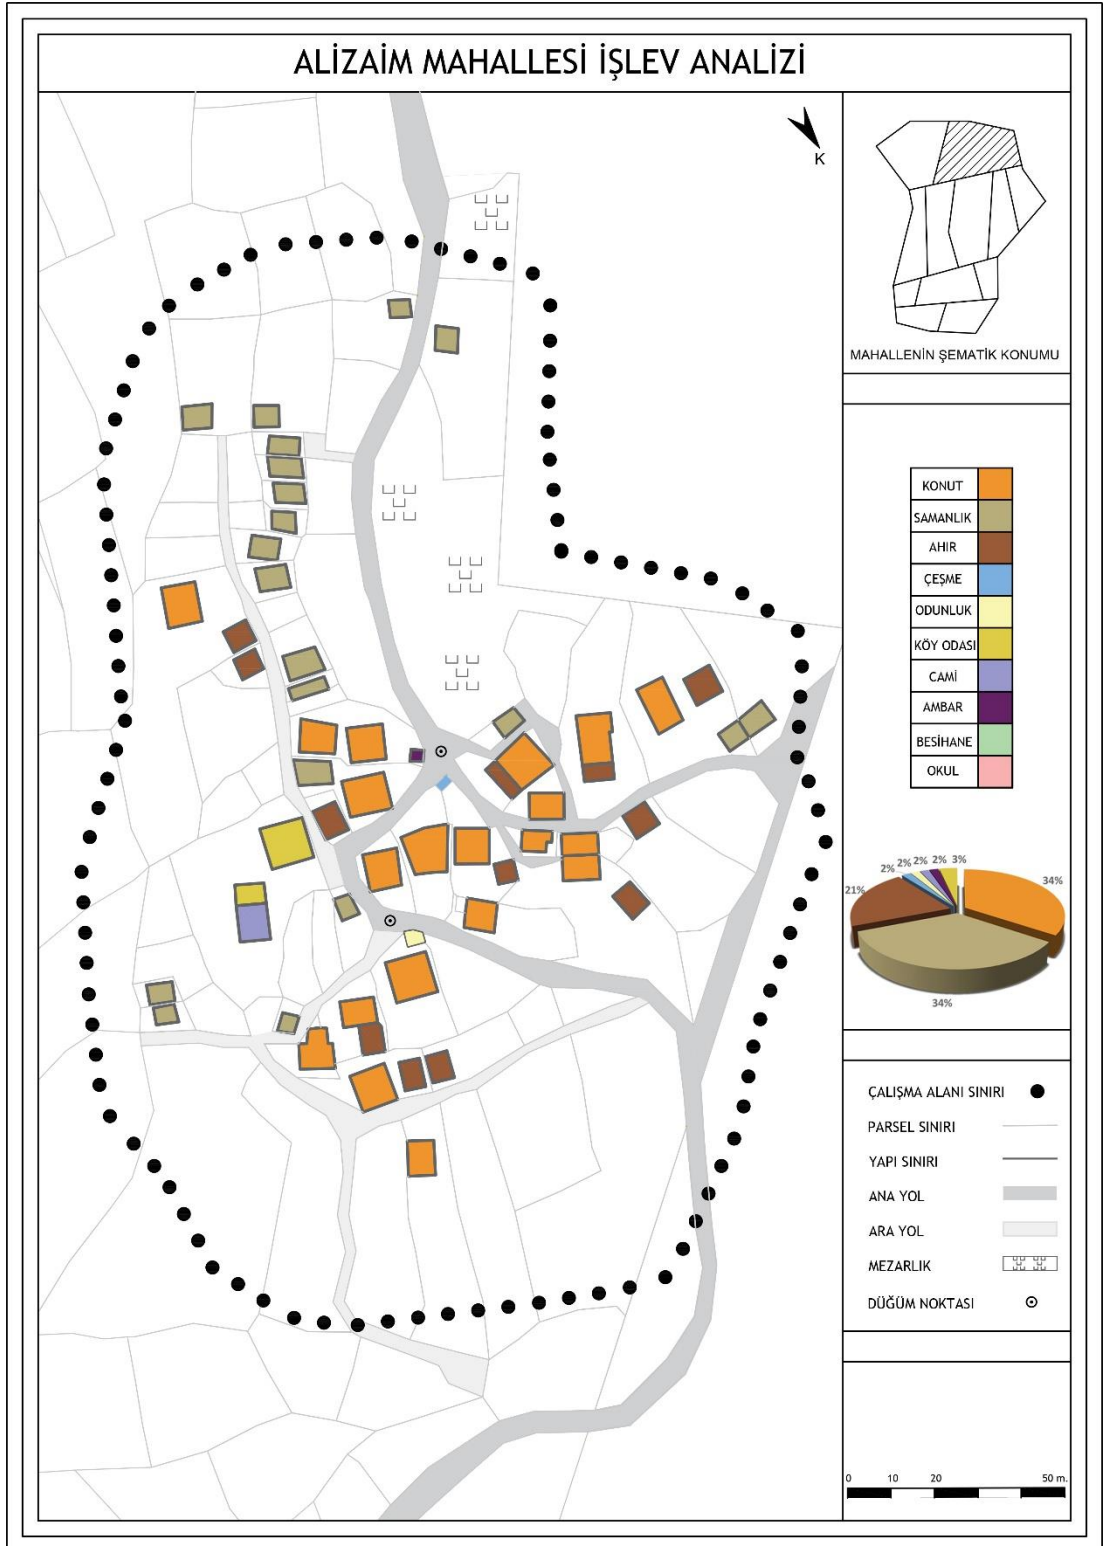 ALİZAİM MAHALLESİ İŞLEV ANALİZİ
K
MAHALLENİN ŞEMATİK KONUMU
KONUT
SAMANLIK
AHIR
ÇEŞME
ODUNLUK
KÖY ODASI
CAMİ
AMBAR
BESİHANE
OKUL
2% 2% 2% 2% 3%
21% 34%
34%
ÇALIŞMA ALANI SINIRI
PARSEL SINIRI
YAPI SINIRI
ANA YOL
ARA YOL
MEZARLIK
DÜĞÜM NOKTASI
0 10 20 50 m.